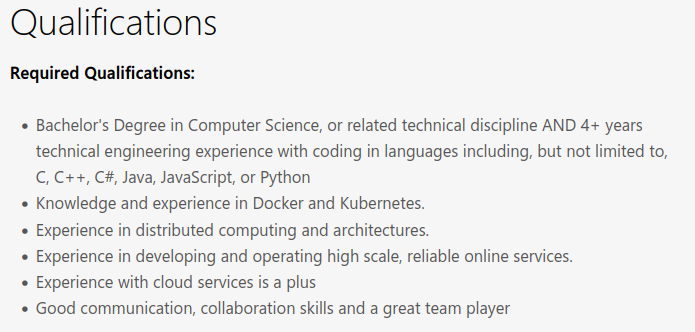 Qualifications
Required Qualifications:
• Bachelor's Degree in Computer Science, or related technical discipline AND 4+ years
technical engineering experience with coding in languages including, but not limited to,
C, C++, C#, Java, JavaScript, or Python
• Knowledge and experience in Docker and Kubernetes.
• Experience in distributed computing and architectures.
• Experience in developing and operating high scale, reliable online services.
• Experience with cloud services is a plus
• Good communication, collaboration skills and a great team player